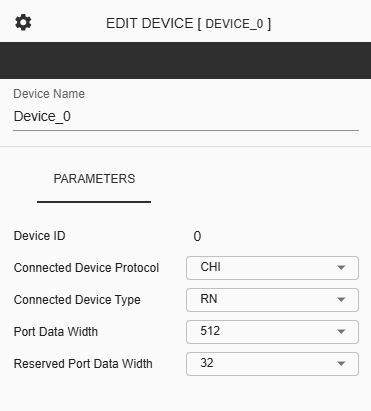 EDIT DEVICE [ DEVICE_0 ]
Device Name
Device_0
PARAMETERS
Device ID 0
Connected Device Protocol CHI
Connected Device Type RN
Port Data Width 512
Reserved Port Data Width 32